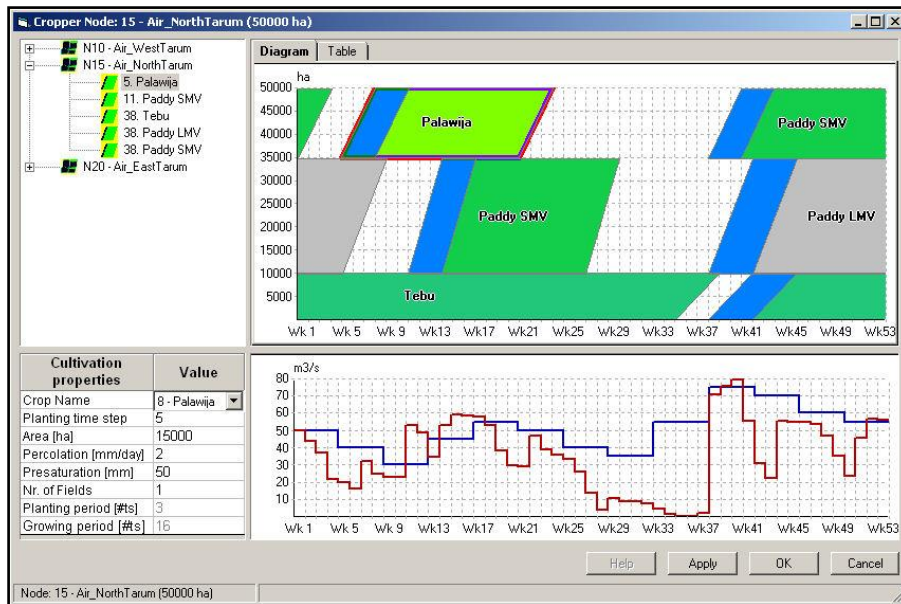 Cropper Node: 15 - Air_NorthTarum (50000 ha)
N10 - Air_WestTarum
N15 - Air_NorthTarum
5. Palawija
11. Paddy SMV
38. Tebu
38. Paddy LMV
38. Paddy SMV
N20 - Air_EastTarum
Diagram Table
ha
50000
45000
40000
35000
30000
25000
20000
15000
10000
5000
Palawija
Paddy SMV
Paddy SMV
Paddy LMV
Tebu
Wk 1 Wk 5 Wk 9 Wk13 Wk17 Wk21 Wk25 Wk29 Wk33 Wk37 Wk41 Wk45 Wk49 Wk53
Cultivation properties Value
Crop Name 8 - Palawija
Planting time step 5
Area [ha] 15000
Percolation [mm/day] 2
Presaturation [mm] 50
Nr. of Fields 1
Planting period [#ts] 3
Growing period [#ts] 16
m3/s
80
70
60
50
40
30
20
10
Wk 1 Wk 5 Wk 9 Wk13 Wk17 Wk21 Wk25 Wk29 Wk33 Wk37 Wk41 Wk45 Wk49 Wk53
Help Apply OK Cancel
Node: 15 - Air_NorthTarum (50000 ha)